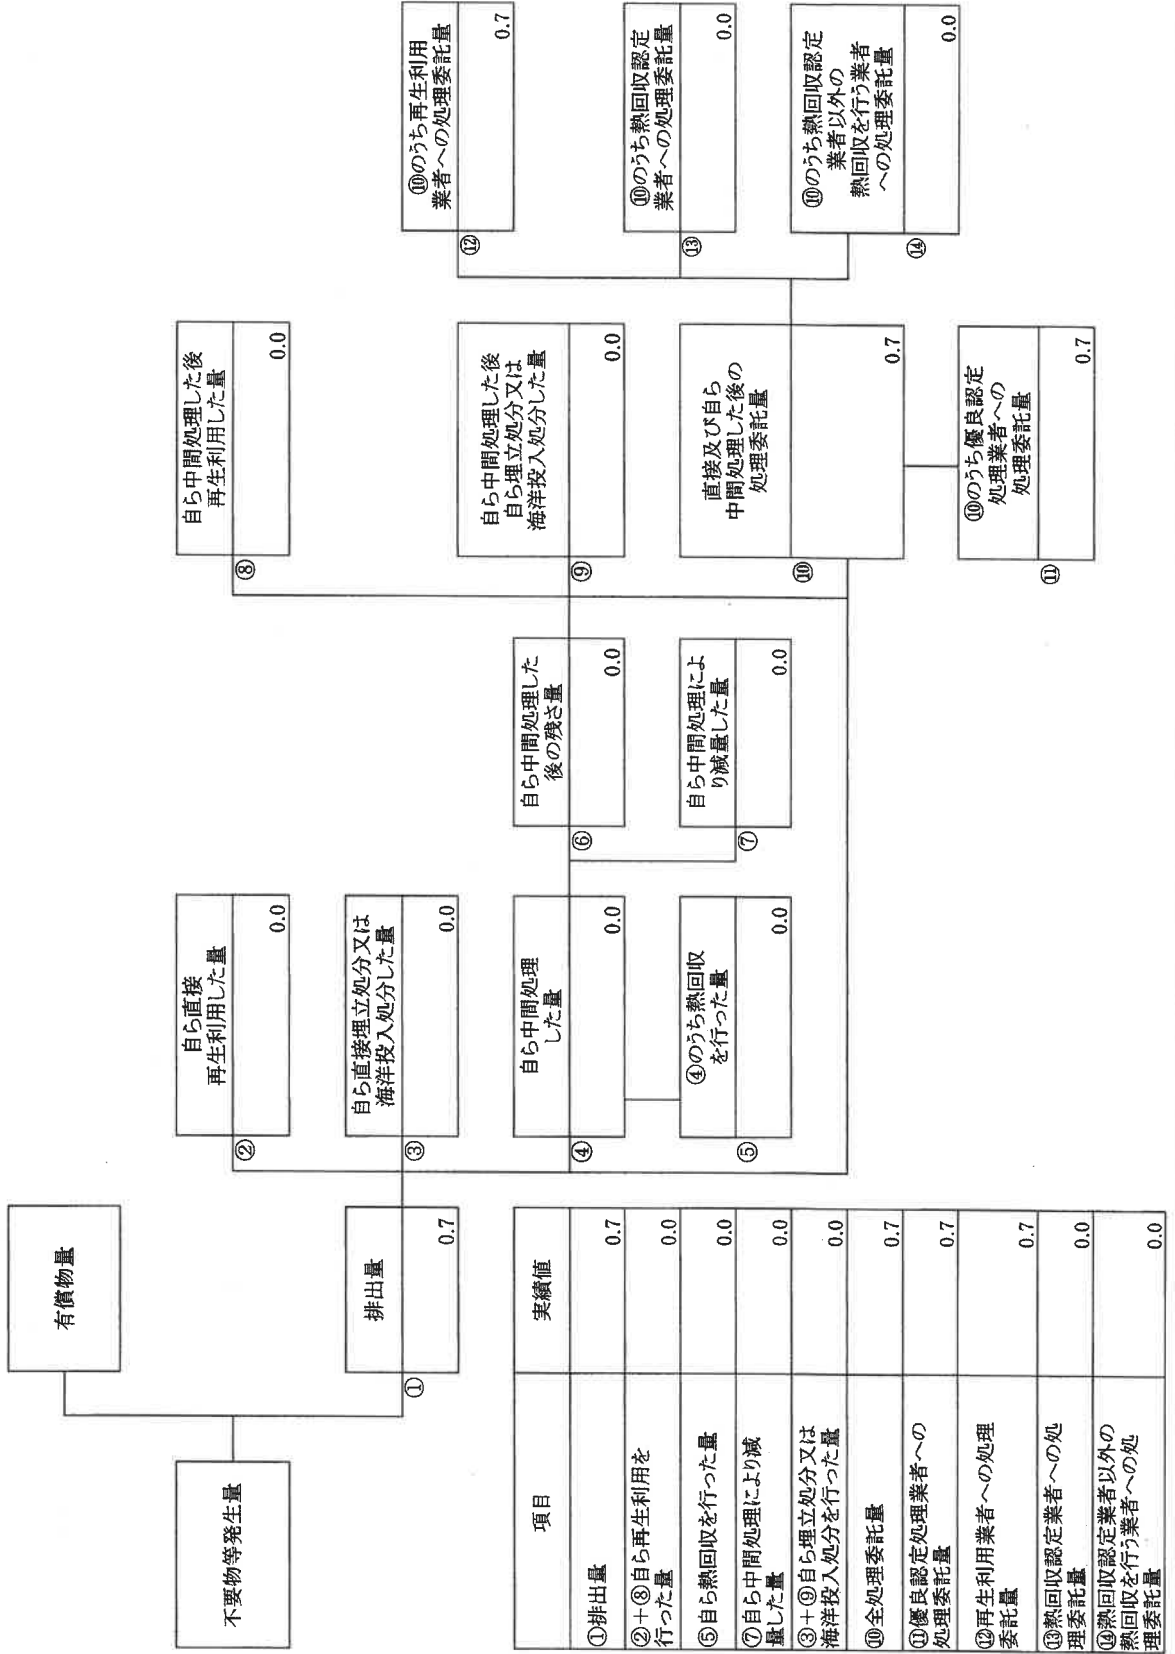 不要物等発生量
有償物量
①
排出量
0.7
②
自ら直接
再生利用した量
0.0
③
自ら直接埋立処分又は
海洋投入処分した量
0.0
④
自ら中間処理
した量
0.0
⑤
④のうち熱回収
を行った量
0.0
⑥
自ら中間処理した
後の残さ量
0.0
⑦
自ら中間処理によ
り減量した量
0.0
⑧
自ら中間処理した後
再生利用した量
0.0
⑨
自ら中間処理した後
自ら埋立処分又は
海洋投入処分した量
0.0
⑩
直接及び自ら
中間処理した後の
処理委託量
0.7
⑪
⑩のうち優良認定
処理業者への
処理委託量
0.7
⑫
⑩のうち再生利用
業者への処理委託量
0.7
⑬
⑩のうち熱回収認定
業者への処理委託量
0.0
⑭
⑩のうち熱回収認定
業者以外の
熱回収を行う業者
への処理委託量
0.0
項目
実績値
①排出量
0.7
②＋⑧自ら再生利用を
行った量
0.0
⑤自ら熱回収を行った量
0.0
⑦自ら中間処理により減
量した量
0.0
③＋⑨自ら埋立処分又は
海洋投入処分を行った量
0.0
⑩全処理委託量
0.7
⑪優良認定処理業者への
処理委託量
0.7
⑫再生利用業者への処理
委託量
0.7
⑬熱回収認定業者への処
理委託量
0.0
⑭熱回収認定業者以外の
熱回収を行う業者への処
理委託量
0.0